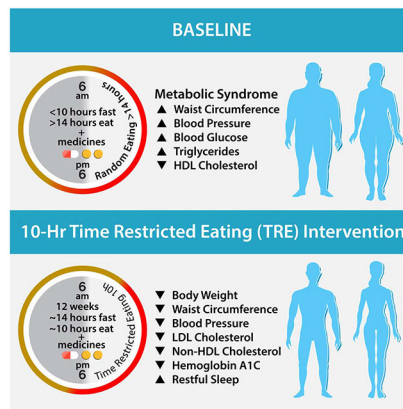 BASELINE
6
am
<10 hours fast
>14 hours eat
+
medicines
pm
6
Random Eating >14 hours
Metabolic Syndrome
▲ Waist Circumference
▲ Blood Pressure
▲ Blood Glucose
▲ Triglycerides
▼ HDL Cholesterol
10-Hr Time Restricted Eating (TRE) Intervention
6
am
12 weeks
~14 hours fast
~10 hours eat
+
medicines
pm
6
Time Restricted Eating 10h
▼ Body Weight
▼ Waist Circumference
▼ Blood Pressure
▼ LDL Cholesterol
▼ Non-HDL Cholesterol
▼ Hemoglobin A1C
▲ Restful Sleep